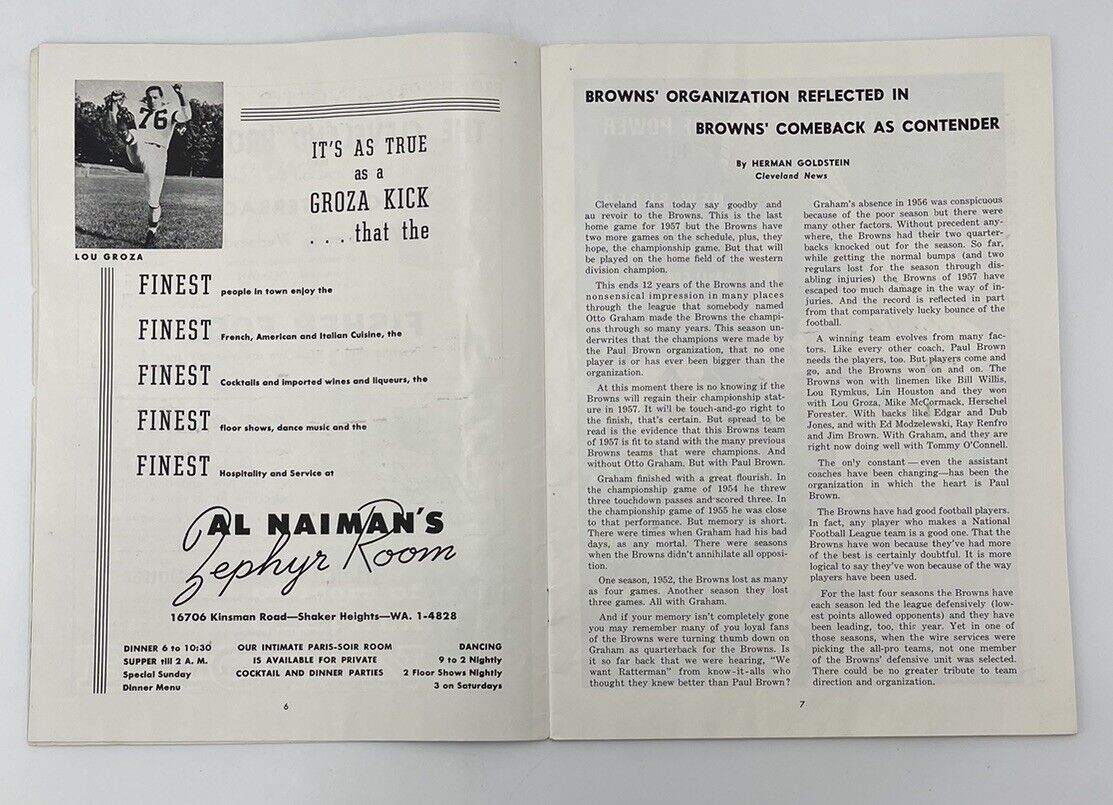 76
LOU GROZA
IT'S AS TRUE
as a
GROZA KICK
. . . that the
FINEST people in town enjoy the
FINEST French, American and Italian Cuisine, the
FINEST Cocktails and imported wines and liqueurs, the
FINEST floor shows, dance music and the
FINEST Hospitality and Service at
AL NAIMAN'S
Zephyr Room
16706 Kinsman Road—Shaker Heights—WA. 1-4828
DINNER 6 to 10:30
SUPPER till 2 A. M.
Special Sunday
Dinner Menu
OUR INTIMATE PARIS-SOIR ROOM
IS AVAILABLE FOR PRIVATE
COCKTAIL AND DINNER PARTIES
DANCING
9 to 2 Nightly
2 Floor Shows Nightly
3 on Saturdays
6
BROWNS' ORGANIZATION REFLECTED IN
BROWNS' COMEBACK AS CONTENDER
By HERMAN GOLDSTEIN
Cleveland News
Cleveland fans today say goodby and
au revoir to the Browns. This is the last
home game for 1957 but the Browns have
two more games on the schedule, plus, they
hope, the championship game. But that will
be played on the home field of the western
division champion.
This ends 12 years of the Browns and the
nonsensical impression in many places
through the league that somebody named
Otto Graham made the Browns the champi-
ons through so many years. This season un-
derwrites that the champions were made by
the Paul Brown organization, that no one
player is or has ever been bigger than the
organization.
At this moment there is no knowing if the
Browns will regain their championship stat-
ure in 1957. It will be touch-and-go right to
the finish, that's certain. But spread to be
read is the evidence that this Browns team
of 1957 is fit to stand with the many previous
Browns teams that were champions. And
without Otto Graham. But with Paul Brown.
Graham finished with a great flourish. In
the championship game of 1954 he threw
three touchdown passes and scored three. In
the championship game of 1955 he was close
to that performance. But memory is short.
There were times when Graham had his bad
days, as any mortal. There were seasons
when the Browns didn't annihilate all opposi-
tion.
One season, 1952, the Browns lost as many
as four games. Another season they lost
three games. All with Graham.
And if your memory isn't completely gone
you may remember many of you loyal fans
of the Browns were turning thumb down on
Graham as quarterback for the Browns. Is
it so far back that we were hearing, "We
want Ratterman" from know-it-alls who
thought they knew better than Paul Brown?
Graham's absence in 1956 was conspicuous
because of the poor season but there were
many other factors. Without precedent any-
where, the Browns had their two quarter-
backs knocked out for the season. So far,
while getting the normal bumps (and two
regulars lost for the season through dis-
abling injuries) the Browns of 1957 have
escaped too much damage in the way of in-
juries. And the record is reflected in part
from that comparatively lucky bounce of the
football.
A winning team evolves from many fac-
tors. Like every other coach, Paul Brown
needs the players, too. But players come and
go, and the Browns won on and on. The
Browns won with linemen like Bill Willis,
Lou Rymkus, Lin Houston and they won
with Lou Groza, Mike McCormack, Herschel
Forester. With backs like Edgar and Dub
Jones, and with Ed Modzelewski, Ray Renfro
and Jim Brown. With Graham, and they are
right now doing well with Tommy O'Connell.
The only constant — even the assistant
coaches have been changing—has been the
organization in which the heart is Paul
Brown.
The Browns have had good football players.
In fact, any player who makes a National
Football League team is a good one. That the
Browns have won because they've had more
of the best is certainly doubtful. It is more
logical to say they've won because of the way
players have been used.
For the last four seasons the Browns have
each season led the league defensively (low-
est points allowed opponents) and they have
been leading, too, this year. Yet in one of
those seasons, when the wire services were
picking the all-pro teams, not one member
of the Browns' defensive unit was selected.
There could be no greater tribute to team
direction and organization.
7